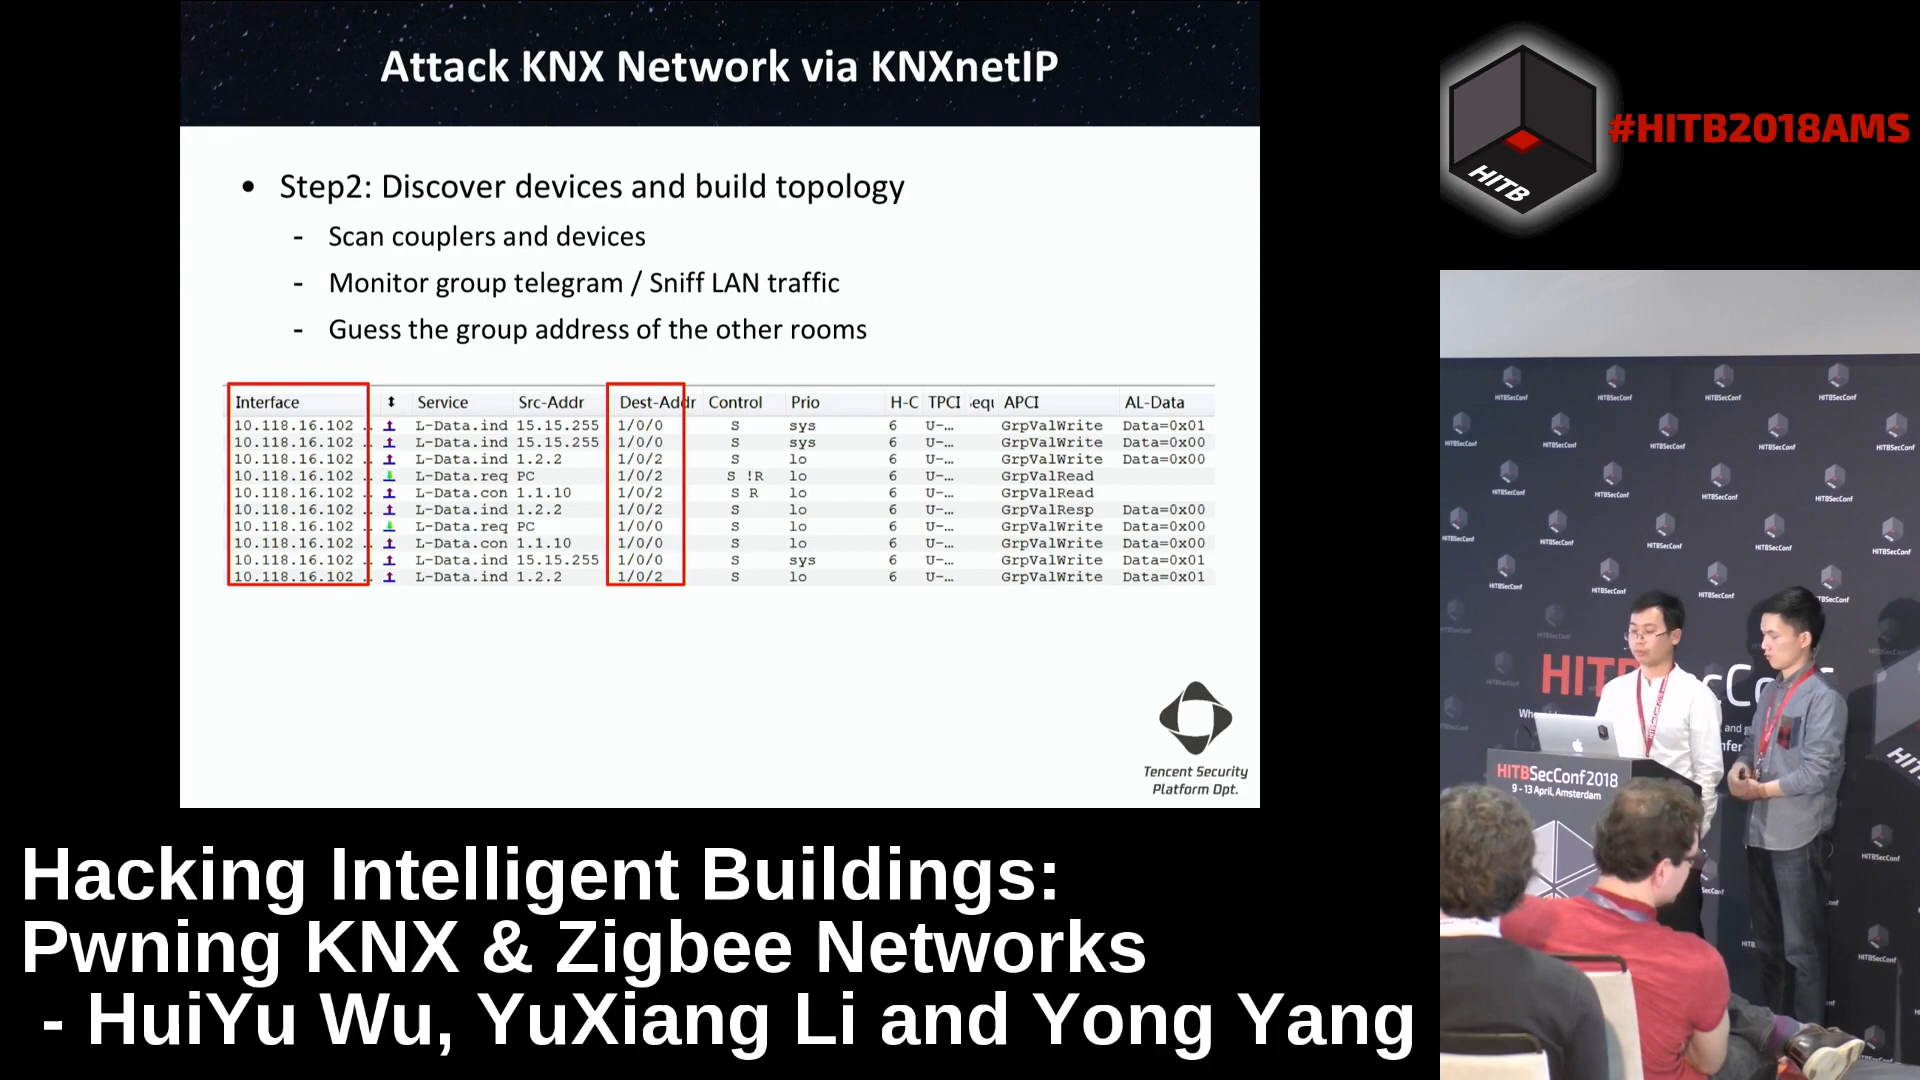 Attack KNX Network via KNXnetIP
• Step2: Discover devices and build topology
- Scan couplers and devices
- Monitor group telegram / Sniff LAN traffic
- Guess the group address of the other rooms
Interface Service Src-Addr Dest-Addr Control Prio H-C TPCI APCI AL-Data
10.118.16.102 .. L-Data.ind 15.15.255 1/0/0 S sys 6 U-... GrpValWrite Data=0x01
10.118.16.102 .. L-Data.ind 15.15.255 1/0/0 S sys 6 U-... GrpValWrite Data=0x00
10.118.16.102 .. L-Data.ind 1.2.2 1/0/2 S lo 6 U-... GrpValWrite Data=0x00
10.118.16.102 .. L-Data.req PC 1/0/2 S !R lo 6 U-... GrpValRead
10.118.16.102 .. L-Data.con 1.1.10 1/0/2 S R lo 6 U-... GrpValRead
10.118.16.102 .. L-Data.ind 1.2.2 1/0/2 S lo 6 U-... GrpValResp Data=0x00
10.118.16.102 .. L-Data.req PC 1/0/0 S lo 6 U-... GrpValWrite Data=0x00
10.118.16.102 .. L-Data.con 1.1.10 1/0/0 S lo 6 U-... GrpValWrite Data=0x00
10.118.16.102 .. L-Data.ind 15.15.255 1/0/0 S sys 6 U-... GrpValWrite Data=0x01
10.118.16.102 .. L-Data.ind 1.2.2 1/0/2 S lo 6 U-... GrpValWrite Data=0x01
Tencent Security
Platform Dpt.
HITB
#HITB2018AMS
HITBSecConf2018
9 - 13 April, Amsterdam
Hacking Intelligent Buildings:
Pwning KNX & Zigbee Networks
- HuiYu Wu, YuXiang Li and Yong Yang